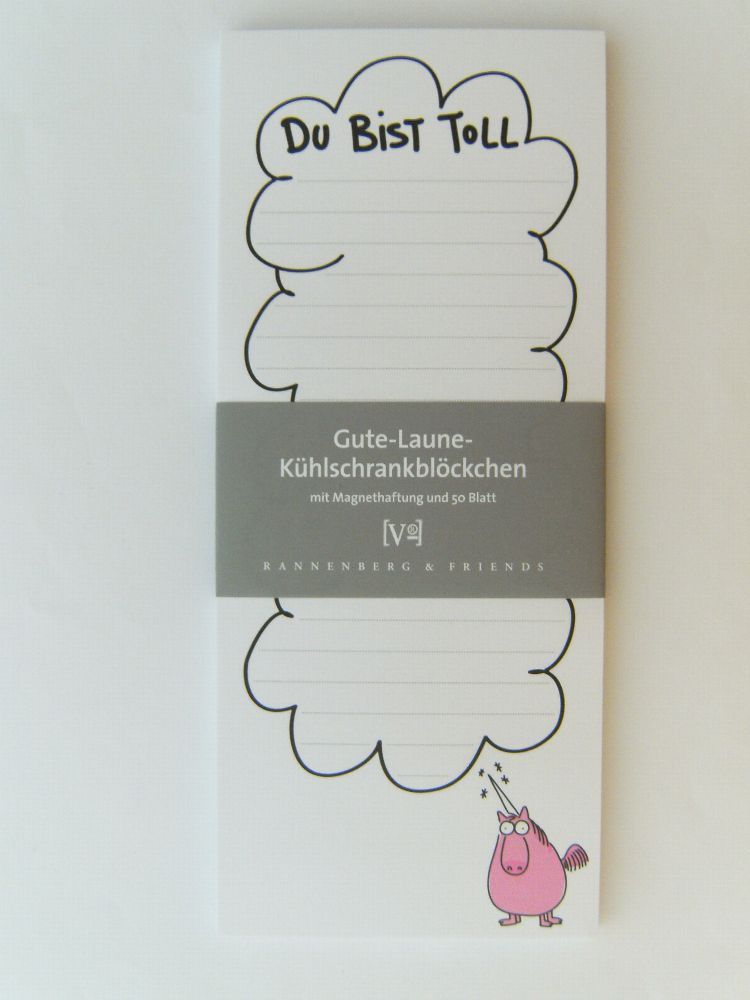 DU BIST TOLL
Gute-Laune-
Kühlschrankblöckchen
mit Magnethaftung und 50 Blatt
[V®]
RANNENBERG & FRIENDS